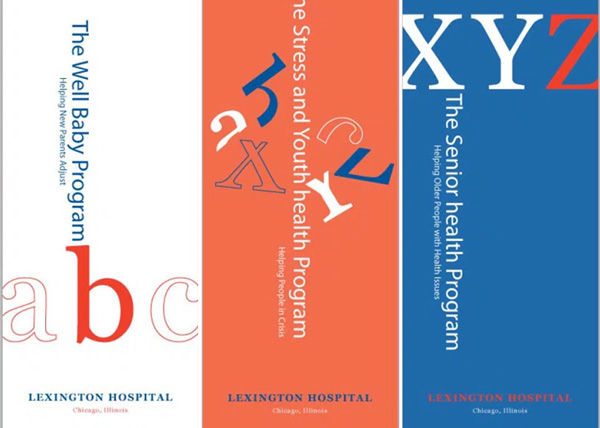 The Well Baby Program
Helping New Parents Adjust
a b c
LEXINGTON HOSPITAL
Chicago, Illinois
he Stress and Youth health Program
Helping People in Crisis
a b c
x Y z
LEXINGTON HOSPITAL
Chicago, Illinois
XYZ
The Senior health Program
Helping Older People with Health Issues
LEXINGTON HOSPITAL
Chicago, Illinois